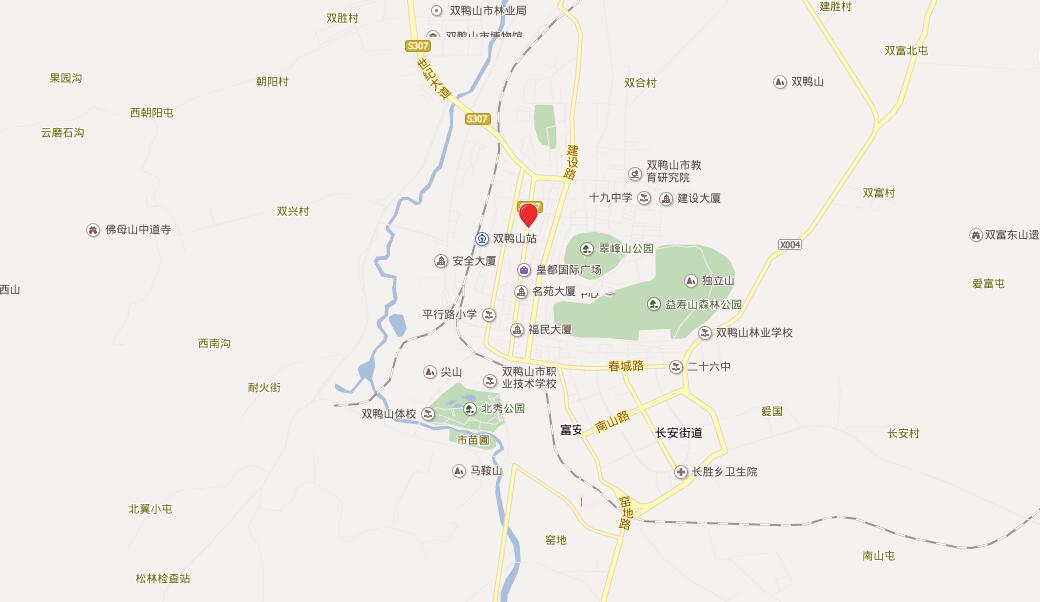 双鸭山市林业局
建胜村
双胜村
双鸭山市博物馆
S307
双富北屯
世纪大道
果园沟
朝阳村
双合村
双鸭山
西朝阳屯
S307
云磨石沟
建设路
双鸭山市教
育研究院
双富村
十九中学
建设大厦
双兴村
佛母山中道寺
双鸭山站
双富东山遗
X004
翠峰山公园
安全大厦
皇都国际广场
独立山
爱富屯
西山
名苑大厦
中心
益寿山森林公园
平行路小学
福民大厦
双鸭山林业学校
西南沟
春城路
二十六中
尖山
双鸭山市职
业技术学校
耐火街
北秀公园
双鸭山体校
爱国
南山路
富安
长安街道
长安村
市苗圃
马鞍山
长胜乡卫生院
北翼小屯
窑地路
窑地
南山屯
松林检查站